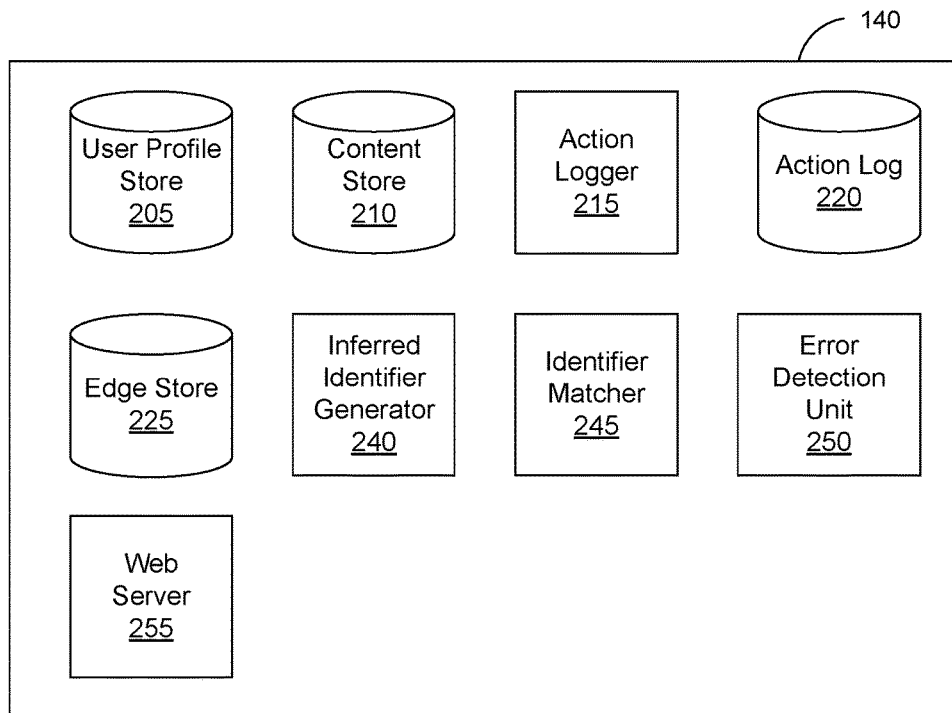 140
User Profile
Store
205
Content
Store
210
Action
Logger
215
Action Log
220
Edge Store
225
Inferred
Identifier
Generator
240
Identifier
Matcher
245
Error
Detection
Unit
250
Web
Server
255